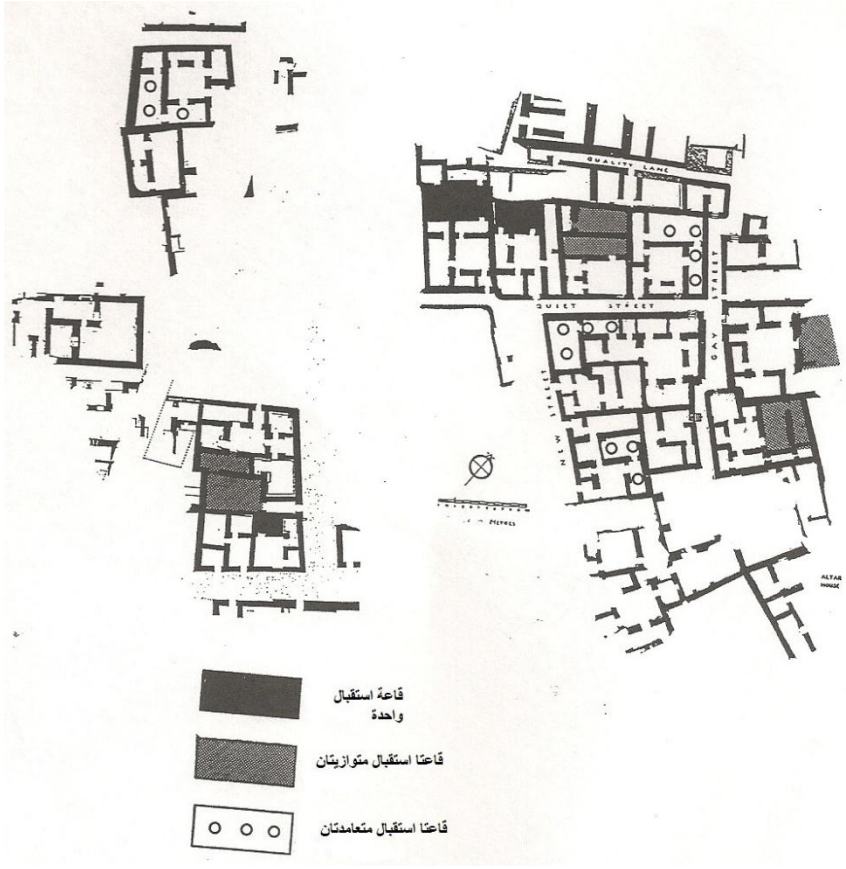 QUALITY LANE
QUIET STREET
GAY STREET
NEW STREET
METRES
ALTAR
HOUSE
قاعة استقبال
واحدة
قاعتا استقبال متوازيتان
قاعتا استقبال متعامدتان